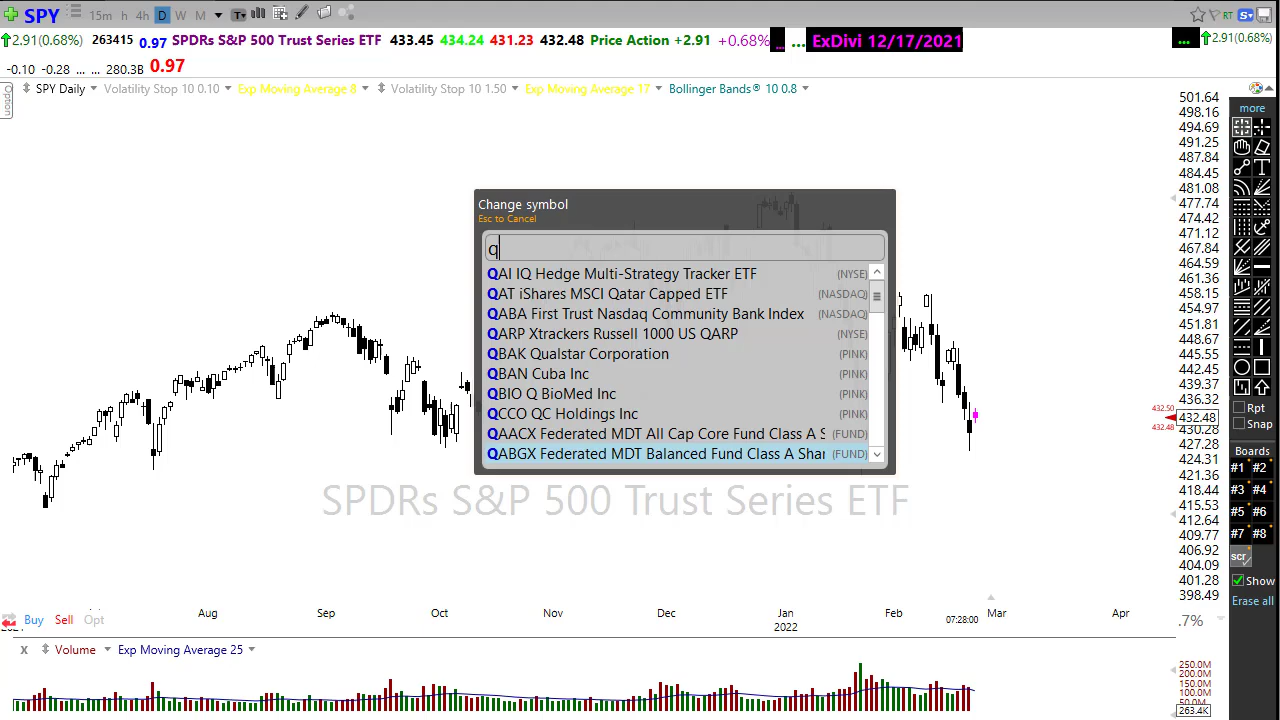 SPY 15m h 4h D W M T S RT
2.91(0.68%) 263415 0.97 SPDRs S&P 500 Trust Series ETF 433.45 434.24 431.23 432.48 Price Action +2.91 +0.68% ... ... ExDivi 12/17/2021 ... 2.91(0.68%)
-0.10 -0.28 ... ... 280.3B 0.97
Option
SPY Daily Volatility Stop 10 0.10 Exp Moving Average 8 Volatility Stop 10 1.50 Exp Moving Average 17 Bollinger Bands® 10 0.8
Change symbol
Esc to Cancel
q
QAI IQ Hedge Multi-Strategy Tracker ETF (NYSE)
QAT iShares MSCI Qatar Capped ETF (NASDAQ)
QABA First Trust Nasdaq Community Bank Index (NASDAQ)
QARP Xtrackers Russell 1000 US QARP (NYSE)
QBAK Qualstar Corporation (PINK)
QBAN Cuba Inc (PINK)
QBIO Q BioMed Inc (PINK)
QCCO QC Holdings Inc (PINK)
QAACX Federated MDT All Cap Core Fund Class A S (FUND)
QABGX Federated MDT Balanced Fund Class A Shar (FUND)
SPDRs S&P 500 Trust Series ETF
501.64
498.16
494.69
491.25
487.84
484.45
481.08
477.74
474.42
471.12
467.84
464.59
461.36
458.15
454.97
451.81
448.67
445.55
442.45
439.37
436.32
432.50
432.48
432.48
430.28
427.28
424.31
421.36
418.44
415.53
412.64
409.77
406.92
404.09
401.28
398.49
more
Rpt
Snap
Boards
#1 #2
#3 #4
#5 #6
#7 #8
scr
Show
Erase all
Aug Sep Oct Nov Dec Jan Feb Mar Apr
2022
07:28:00
Buy Sell Opt
.7%
x Volume Exp Moving Average 25
250.0M
200.0M
150.0M
100.0M
50.0M
263.4K